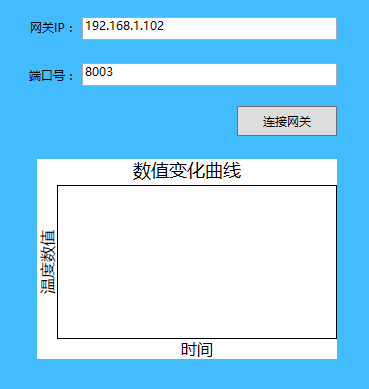 网关IP： 192.168.1.102
端口号： 8003
连接网关
数值变化曲线
温度数值
时间